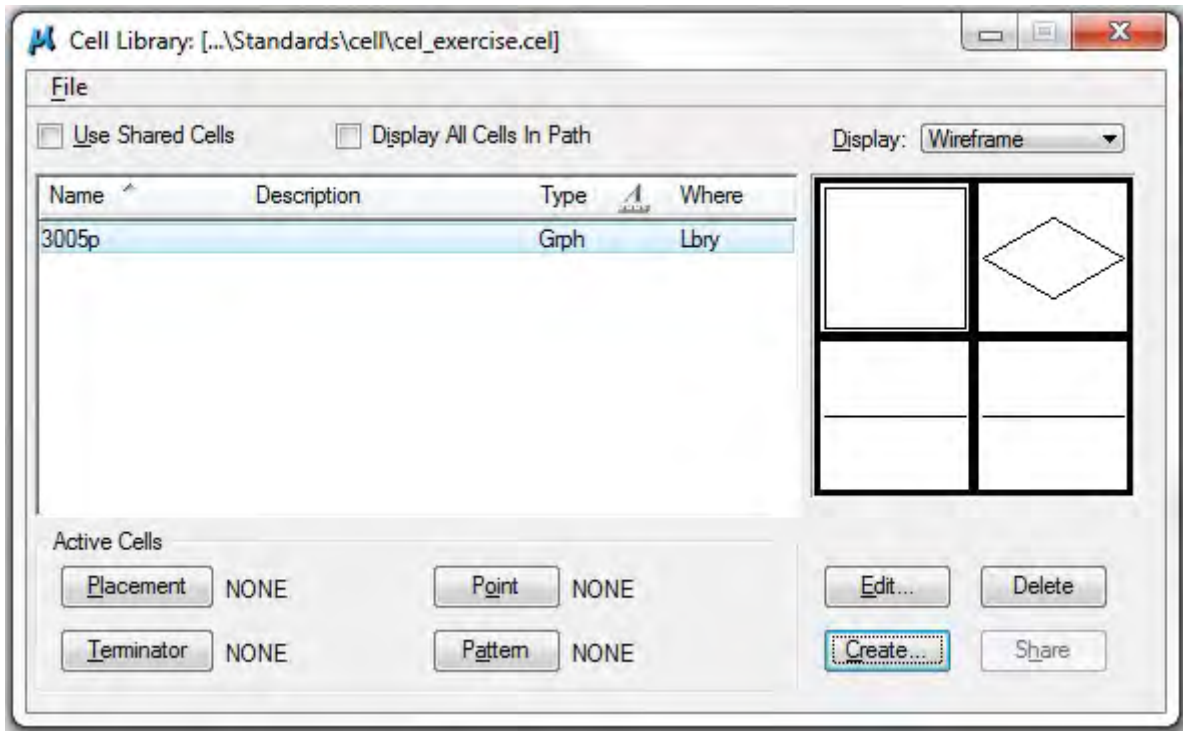 Cell Library: [...\Standards\cell\cel_exercise.cel]
File
Use Shared Cells Display All Cells In Path Display: Wireframe
Name Description Type Where
3005p Grph Lbry
Active Cells
Placement NONE Point NONE Edit... Delete
Terminator NONE Pattern NONE Create... Share